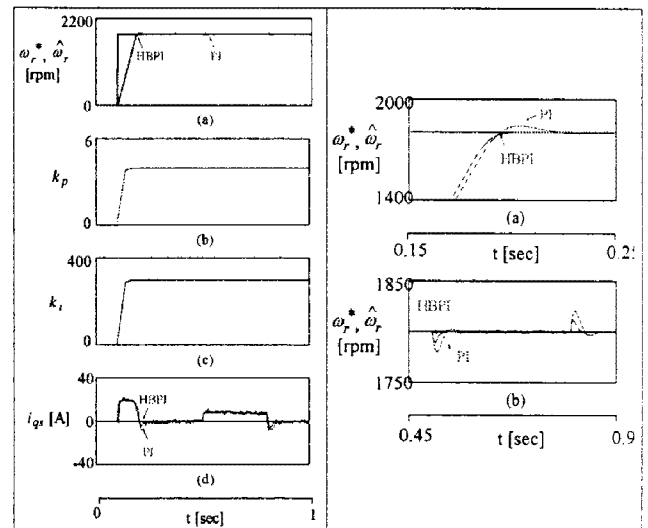 2200
ω_r^*, ω̂_r
[rpm]
HBPI
PI
0
(a)
6
k_p
0
(b)
400
k_i
0
(c)
40
i_qs [A]
0
-40
HBPI
PI
(d)
0
1
t [sec]
2000
ω_r^*, ω̂_r
[rpm]
1400
PI
HBPI
(a)
0.15
0.25
t [sec]
1850
HBPI
ω_r^*, ω̂_r
[rpm]
PI
1750
(b)
0.45
0.9
t [sec]